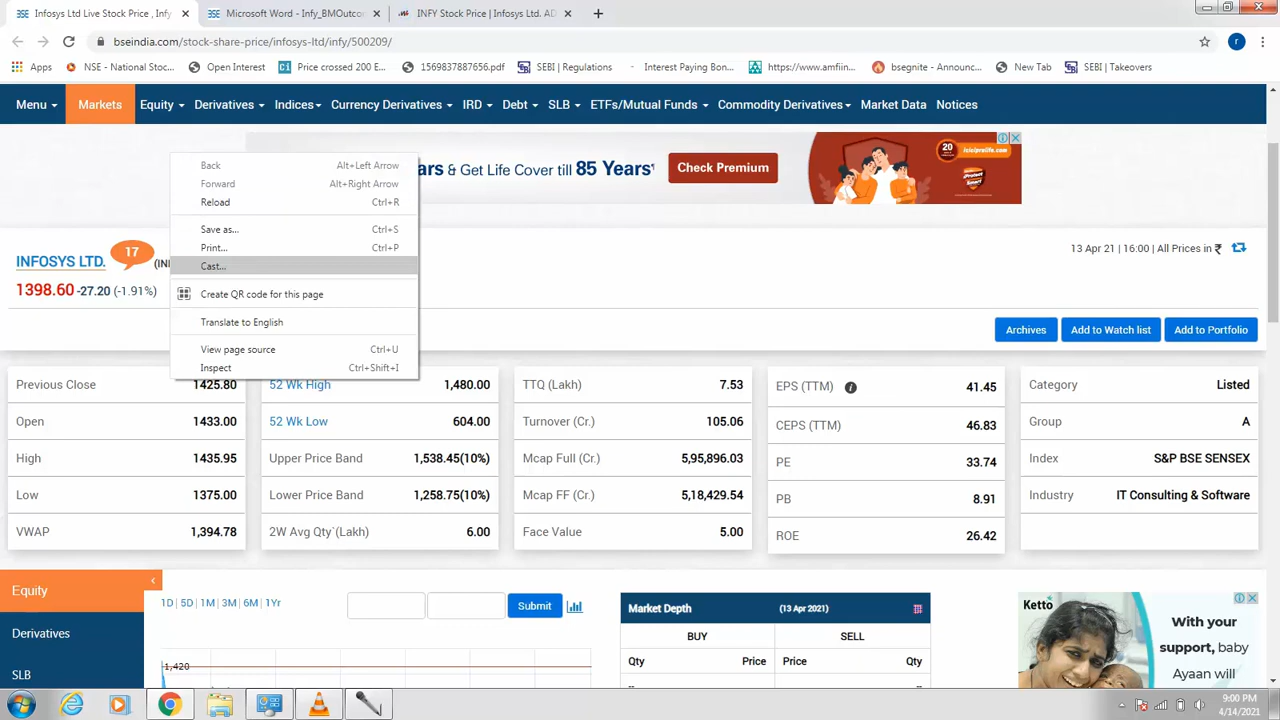 Infosys Ltd Live Stock Price , Infy
Microsoft Word - Infy_BMOutco
INFY Stock Price | Infosys Ltd. AD
bseindia.com/stock-share-price/infosys-ltd/infy/500209/
r
Apps
NSE - National Stoc...
Open Interest
Price crossed 200 E...
1569837887656.pdf
SEBI | Regulations
Interest Paying Bon...
https://www.amfiin...
bsegnite - Announc...
New Tab
SEBI | Takeovers
Menu
Markets
Equity
Derivatives
Indices
Currency Derivatives
IRD
Debt
SLB
ETFs/Mutual Funds
Commodity Derivatives
Market Data
Notices
ars & Get Life Cover till 85 Years
Check Premium
20
iciciprulife.com
Back Alt+Left Arrow
Forward Alt+Right Arrow
Reload Ctrl+R
Save as... Ctrl+S
Print... Ctrl+P
Cast...
Create QR code for this page
Translate to English
View page source Ctrl+U
Inspect Ctrl+Shift+I
INFOSYS LTD.
17
(IN
13 Apr 21 | 16:00 | All Prices in ₹
1398.60 -27.20 (-1.91%)
Archives
Add to Watch list
Add to Portfolio
Previous Close 1425.80
Open 1433.00
High 1435.95
Low 1375.00
VWAP 1,394.78
52 Wk High 1,480.00
52 Wk Low 604.00
Upper Price Band 1,538.45(10%)
Lower Price Band 1,258.75(10%)
2W Avg Qty`(Lakh) 6.00
TTQ (Lakh) 7.53
Turnover (Cr.) 105.06
Mcap Full (Cr.) 5,95,896.03
Mcap FF (Cr.) 5,18,429.54
Face Value 5.00
EPS (TTM) 41.45
CEPS (TTM) 46.83
PE 33.74
PB 8.91
ROE 26.42
Category Listed
Group A
Index S&P BSE SENSEX
Industry IT Consulting & Software
Equity
Derivatives
SLB
1D | 5D | 1M | 3M | 6M | 1Yr
Submit
1,420
Market Depth (13 Apr 2021)
BUY SELL
Qty Price Price Qty
Ketto
With your
support, baby
Ayaan will
9:00 PM
4/14/2021